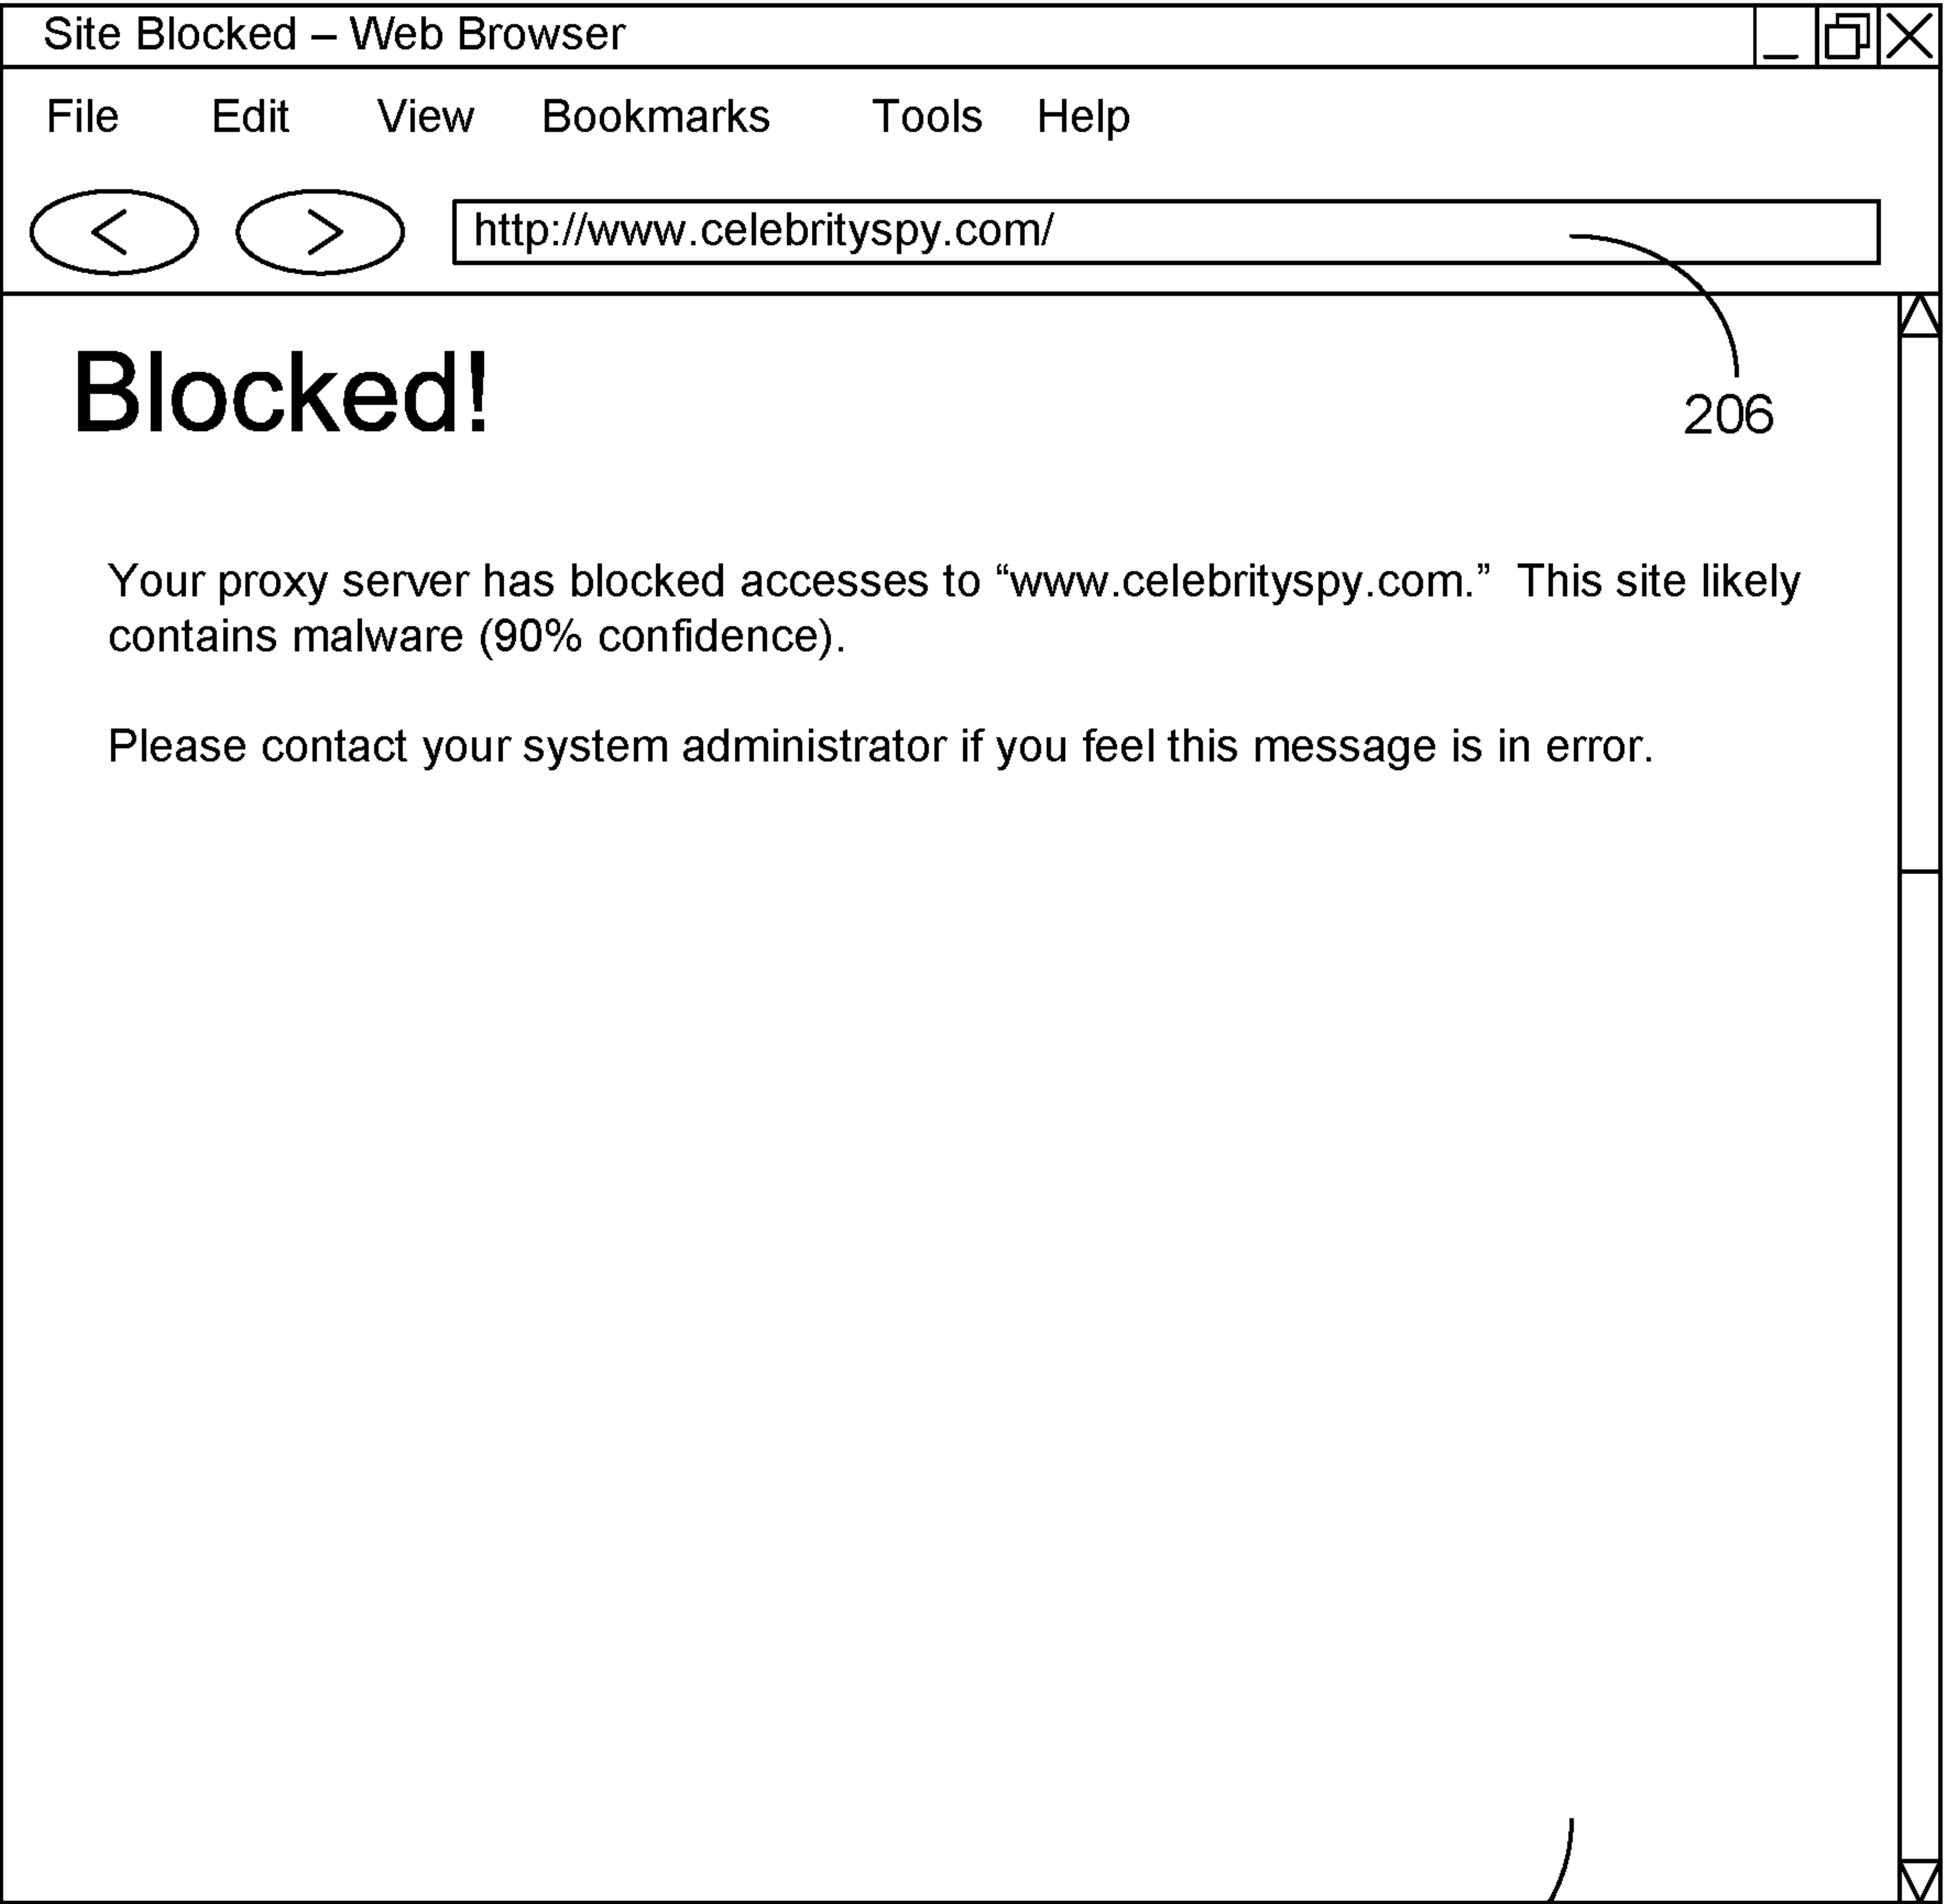 Site Blocked – Web Browser
File Edit View Bookmarks Tools Help
http://www.celebrityspy.com/
Blocked!
206
Your proxy server has blocked accesses to “www.celebrityspy.com.” This site likely
contains malware (90% confidence).
Please contact your system administrator if you feel this message is in error.